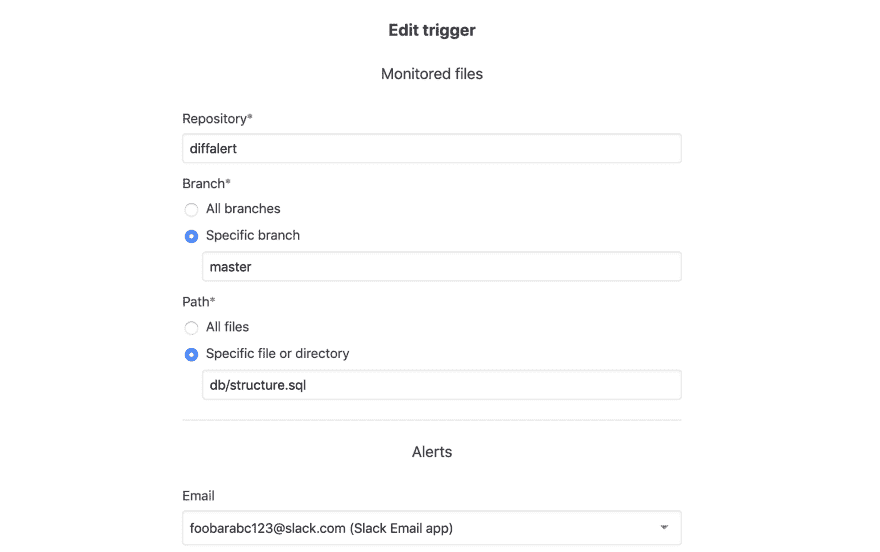 Edit trigger
Monitored files
Repository*
diffalert
Branch*
All branches
Specific branch
master
Path*
All files
Specific file or directory
db/structure.sql
Alerts
Email
foobarabc123@slack.com (Slack Email app)